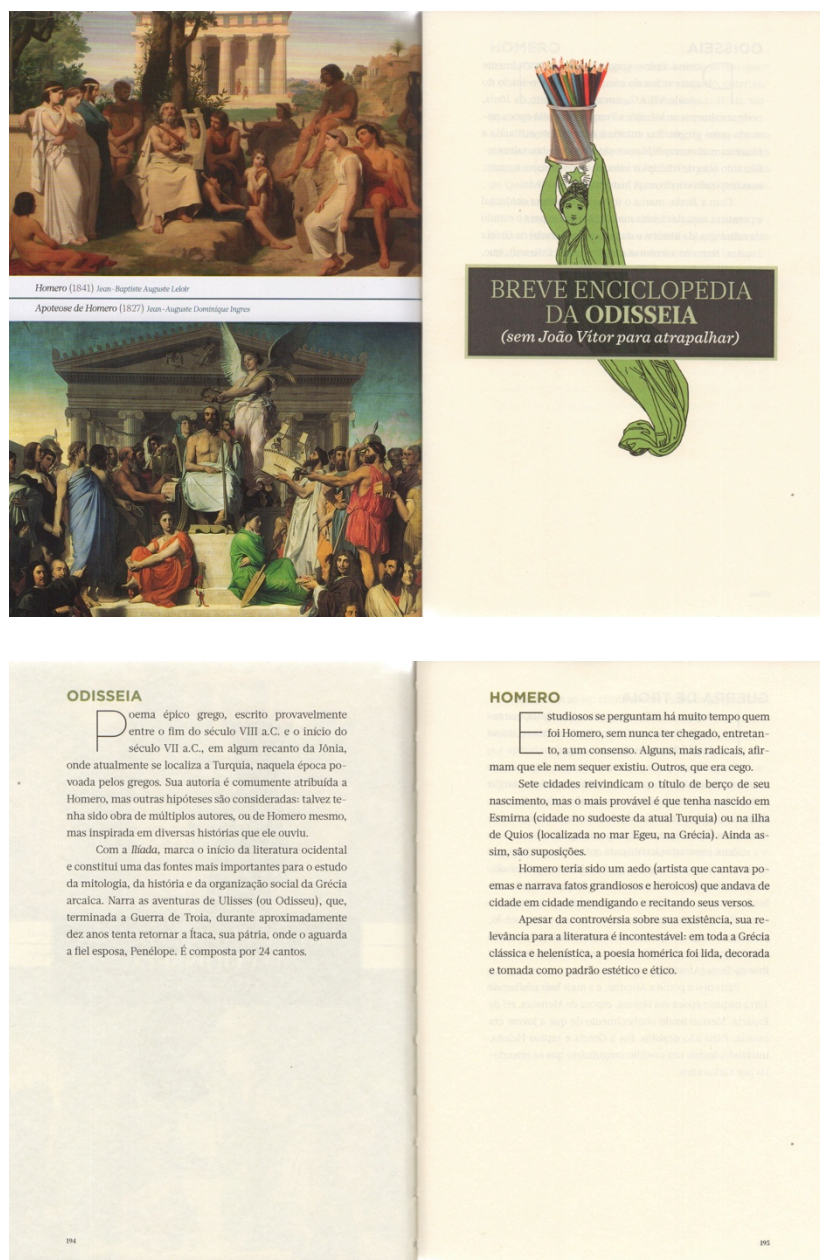 Homero (1841) Jean-Baptiste Auguste Leloir
Apoteose de Homero (1827) Jean-Auguste Dominique Ingres
BREVE ENCICLOPÉDIA
DA ODISSEIA
(sem João Vítor para atrapalhar)
ODISSEIA
Poema épico grego, escrito provavelmente
entre o fim do século VIII a.C. e o início do
século VII a.C., em algum recanto da Jônia,
onde atualmente se localiza a Turquia, naquela época po-
voada pelos gregos. Sua autoria é comumente atribuída a
Homero, mas outras hipóteses são consideradas: talvez te-
nha sido obra de múltiplos autores, ou de Homero mesmo,
mas inspirada em diversas histórias que ele ouviu.
Com a Ilíada, marca o início da literatura ocidental
e constitui uma das fontes mais importantes para o estudo
da mitologia, da história e da organização social da Grécia
arcaica. Narra as aventuras de Ulisses (ou Odisseu), que,
terminada a Guerra de Troia, durante aproximadamente
dez anos tenta retornar a Ítaca, sua pátria, onde o aguarda
a fiel esposa, Penélope. É composta por 24 cantos.
194
HOMERO
Estudiosos se perguntam há muito tempo quem
foi Homero, sem nunca ter chegado, entretan-
to, a um consenso. Alguns, mais radicais, afir-
mam que ele nem sequer existiu. Outros, que era cego.
Sete cidades reivindicam o título de berço de seu
nascimento, mas o mais provável é que tenha nascido em
Esmirna (cidade no sudoeste da atual Turquia) ou na ilha
de Quios (localizada no mar Egeu, na Grécia). Ainda as-
sim, são suposições.
Homero teria sido um aedo (artista que cantava po-
emas e narrava fatos grandiosos e heroicos) que andava de
cidade em cidade mendigando e recitando seus versos.
Apesar da controvérsia sobre sua existência, sua re-
levância para a literatura é incontestável: em toda a Grécia
clássica e helenística, a poesia homérica foi lida, decorada
e tomada como padrão estético e ético.
195